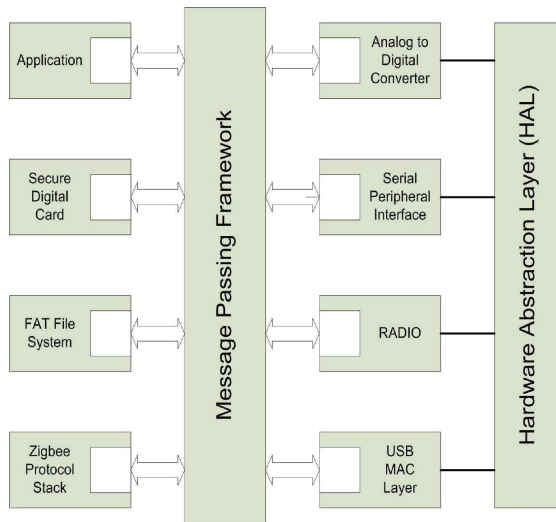 Application
Secure
Digital
Card
FAT File
System
Zigbee
Protocol
Stack
Message Passing Framework
Analog to
Digital
Converter
Serial
Peripheral
Interface
RADIO
USB
MAC
Layer
Hardware Abstraction Layer (HAL)